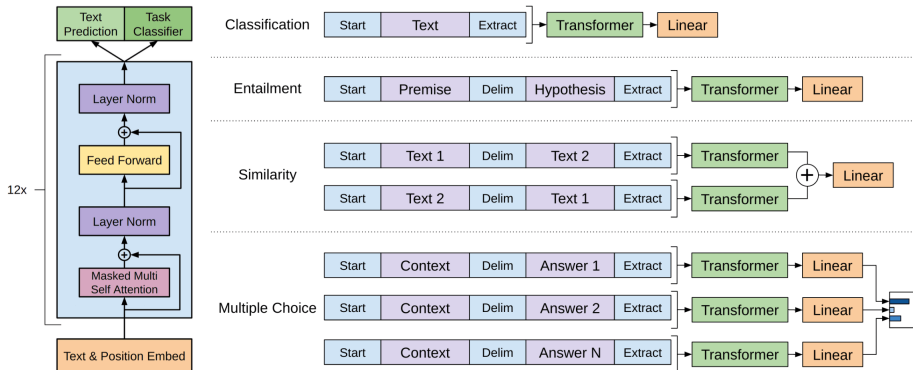 Text
Prediction
Task
Classifier
Layer Norm
+
Feed Forward
12x
Layer Norm
+
Masked Multi
Self Attention
Text & Position Embed
Classification
Start Text Extract Transformer Linear
Entailment
Start Premise Delim Hypothesis Extract Transformer Linear
Similarity
Start Text 1 Delim Text 2 Extract Transformer
+ Linear
Start Text 2 Delim Text 1 Extract Transformer
Multiple Choice
Start Context Delim Answer 1 Extract Transformer Linear
Start Context Delim Answer 2 Extract Transformer Linear
Start Context Delim Answer N Extract Transformer Linear